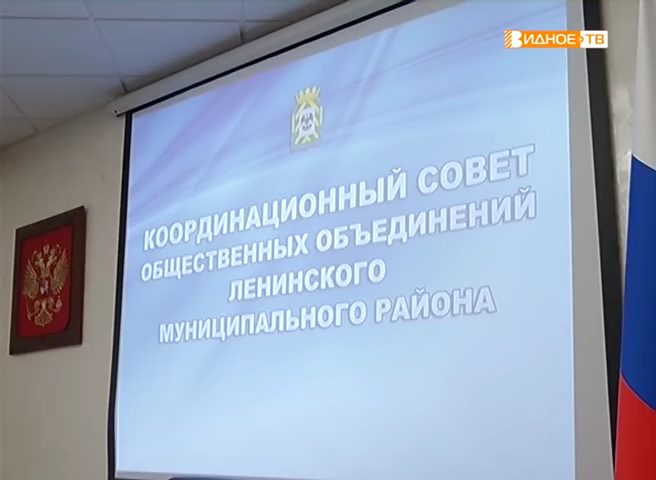 ВИДНОЕ-ТВ
КООРДИНАЦИОННЫЙ СОВЕТ
ОБЩЕСТВЕННЫХ ОБЪЕДИНЕНИЙ
ЛЕНИНСКОГО
МУНИЦИПАЛЬНОГО РАЙОНА